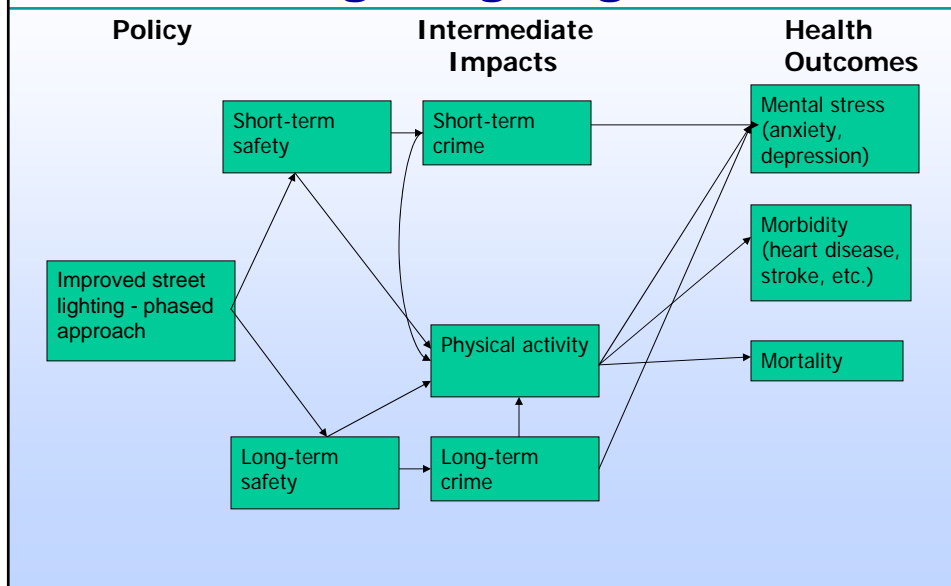 Policy
Intermediate
Impacts
Health
Outcomes
Short-term
safety
Short-term
crime
Mental stress
(anxiety,
depression)
Morbidity
(heart disease,
stroke, etc.)
Improved street
lighting - phased
approach
Physical activity
Mortality
Long-term
safety
Long-term
crime